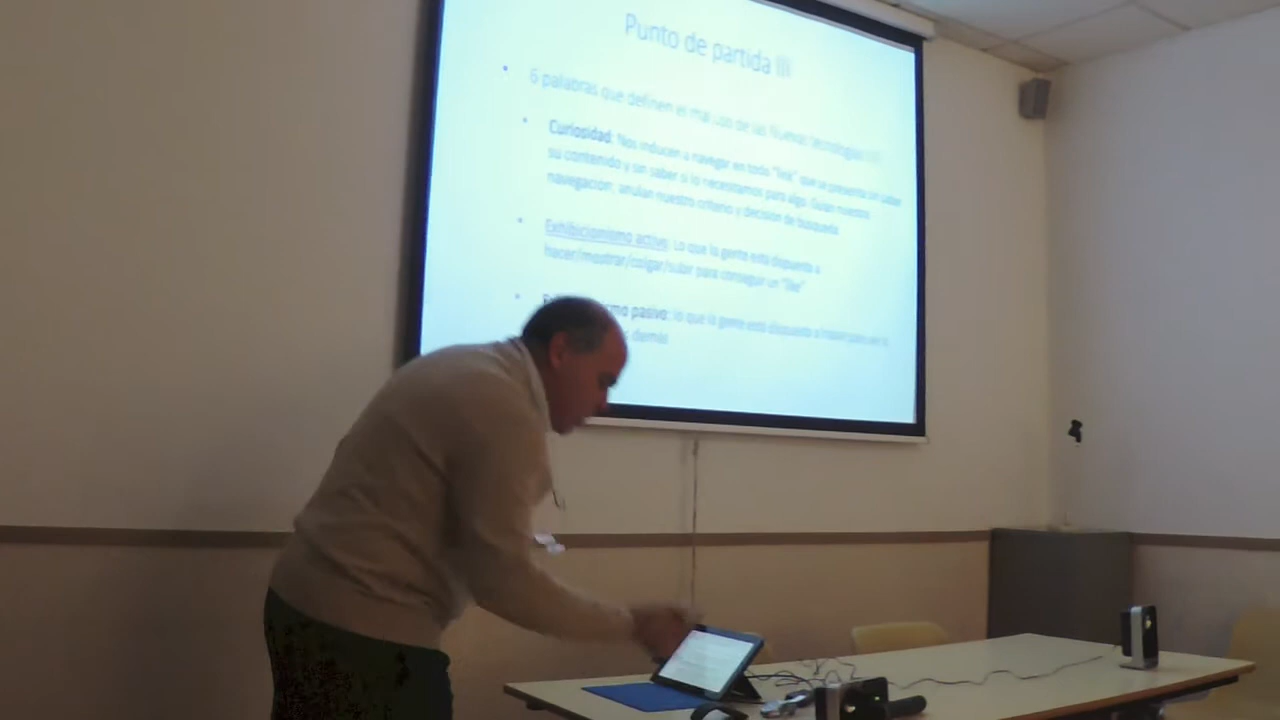 Punto de partida III
6 palabras que definen el mal uso de las Nuevas Tecnologías
Curiosidad: Nos inducen a navegar en todo "link" que se presenta sin saber
su contenido y sin saber si lo necesitamos para algo. Guían nuestra
navegación; anulan nuestro criterio y decisión de búsqueda
Exhibicionismo activo: Lo que la gente está dispuesta a
hacer/mostrar/colgar/subir para conseguir un "like"
pasivo: lo que la gente está dispuesta a hacer para ver
demás